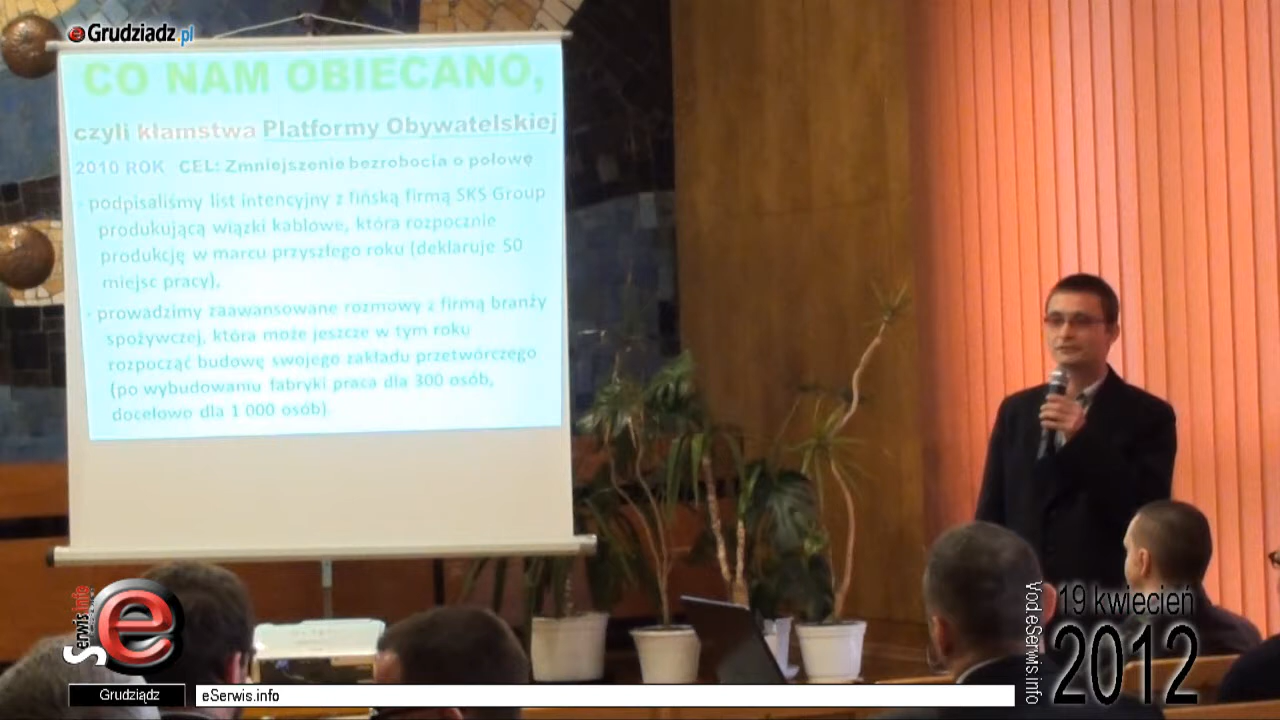 eGrudziadz.pl
CO NAM OBIECANO,
czyli kłamstwa Platformy Obywatelskiej
2010 ROK CEL: Zmniejszenie bezrobocia o połowę
- podpisaliśmy list intencyjny z fińską firmą SKS Group
produkującą wiązki kablowe, która rozpocznie
produkcję w marcu przyszłego roku (deklaruje 50
miejsc pracy),
- prowadzimy zaawansowane rozmowy z firmą branży
spożywczej, która może jeszcze w tym roku
rozpocząć budowę swojego zakładu przetwórczego
(po wybudowaniu fabryki praca dla 300 osób,
docelowo dla 1 000 osób)
eSerwis.info
Grudziądz
eSerwis.info
Vod.eSerwis.info
19 kwiecień
2012